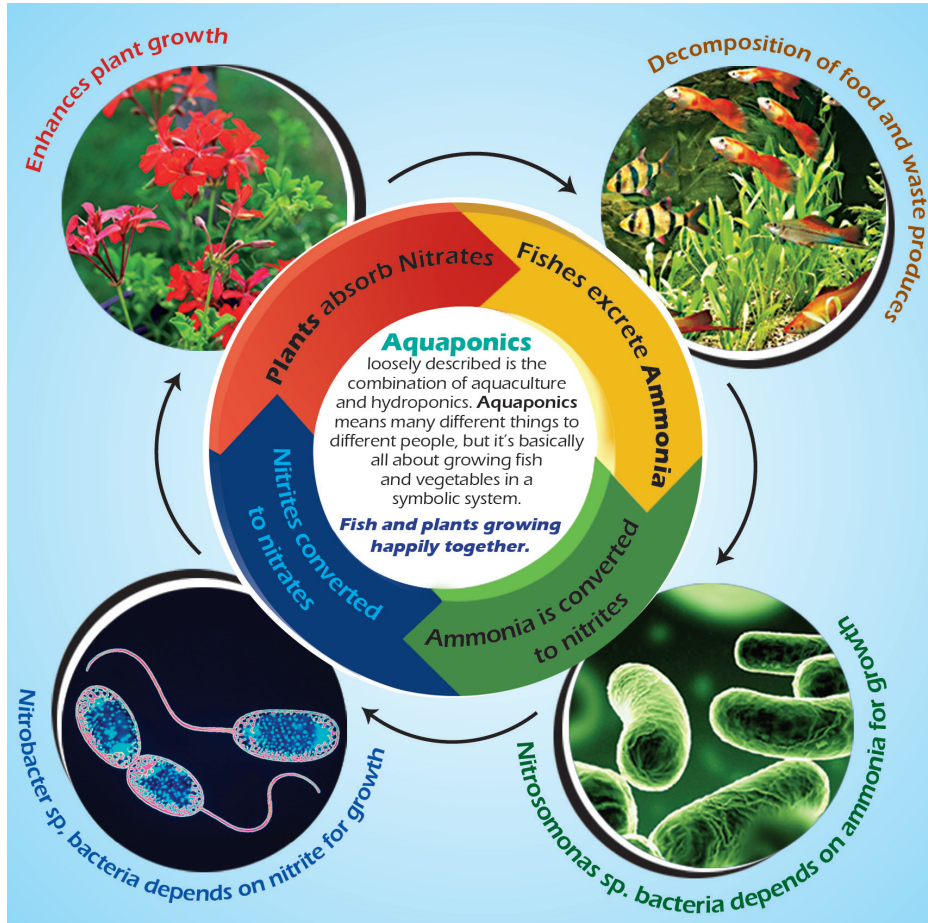 Enhances plant growth
Decomposition of food and waste produces
Plants absorb Nitrates
Fishes excrete Ammonia
Aquaponics
loosely described is the
combination of aquaculture
and hydroponics. Aquaponics
means many different things to
different people, but it's basically
all about growing fish
and vegetables in a
symbolic system.
Fish and plants growing
happily together.
Nitrites converted
to nitrates
Ammonia is converted
to nitrites
Nitrobacter sp, bacteria depends on nitrite for growth
Nitrosomonas sp. bacteria depends on ammonia for growth